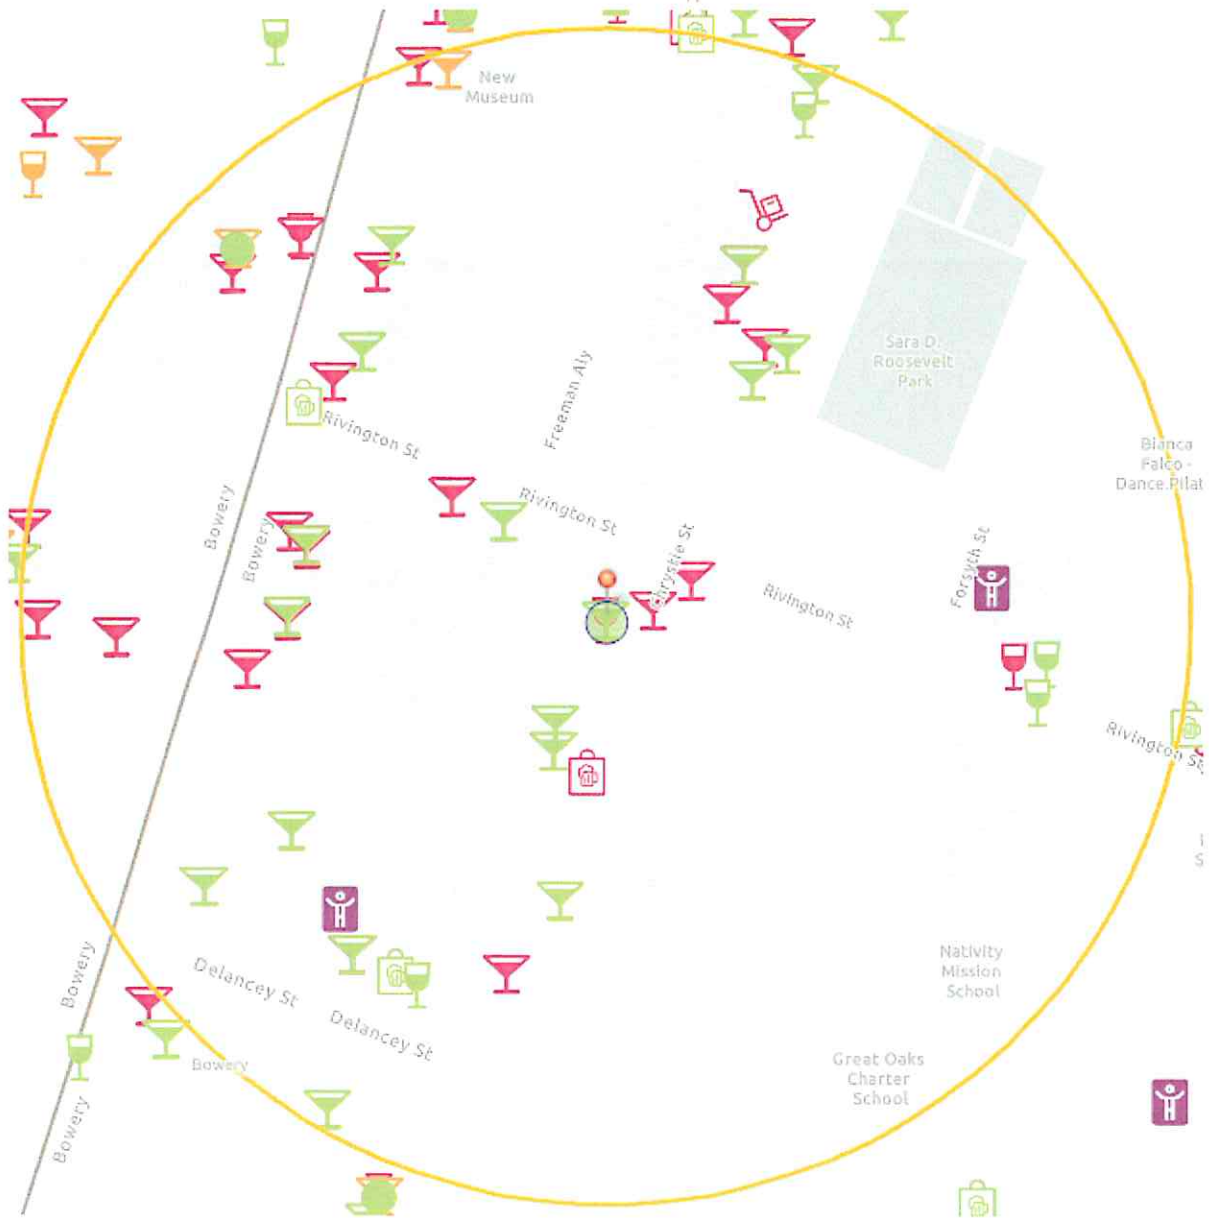 New
Museum
Sara D.
Roosevelt
Park
Freeman Aly
Rivington St
Bianca
Falco -
Dance.Pilat
Bowery
Bowery
Rivington St
Chrystie St
Forsyth St
Rivington St
Rivington St
Bowery
Delancey St
Nativity
Mission
School
Delancey St
Bowery
Great Oaks
Charter
School
Bowery